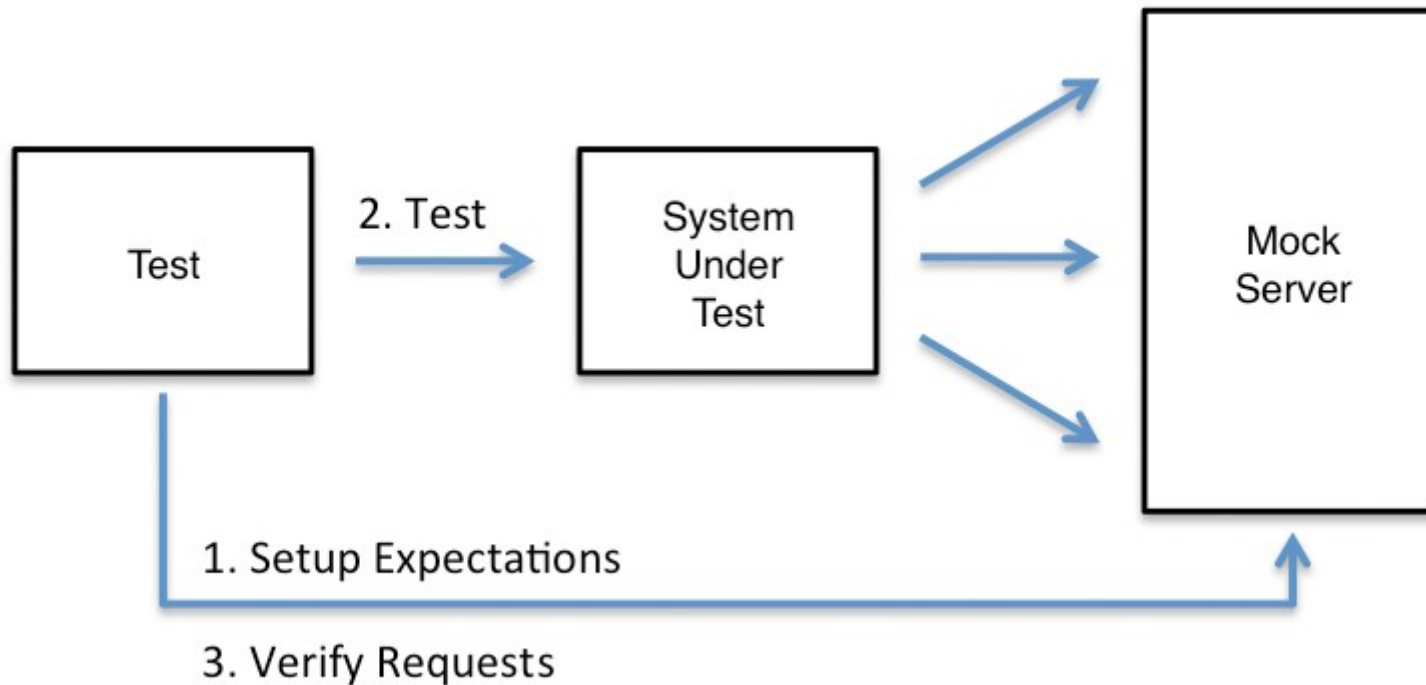 Test
2. Test
System
Under
Test
Mock
Server
1. Setup Expectations
3. Verify Requests